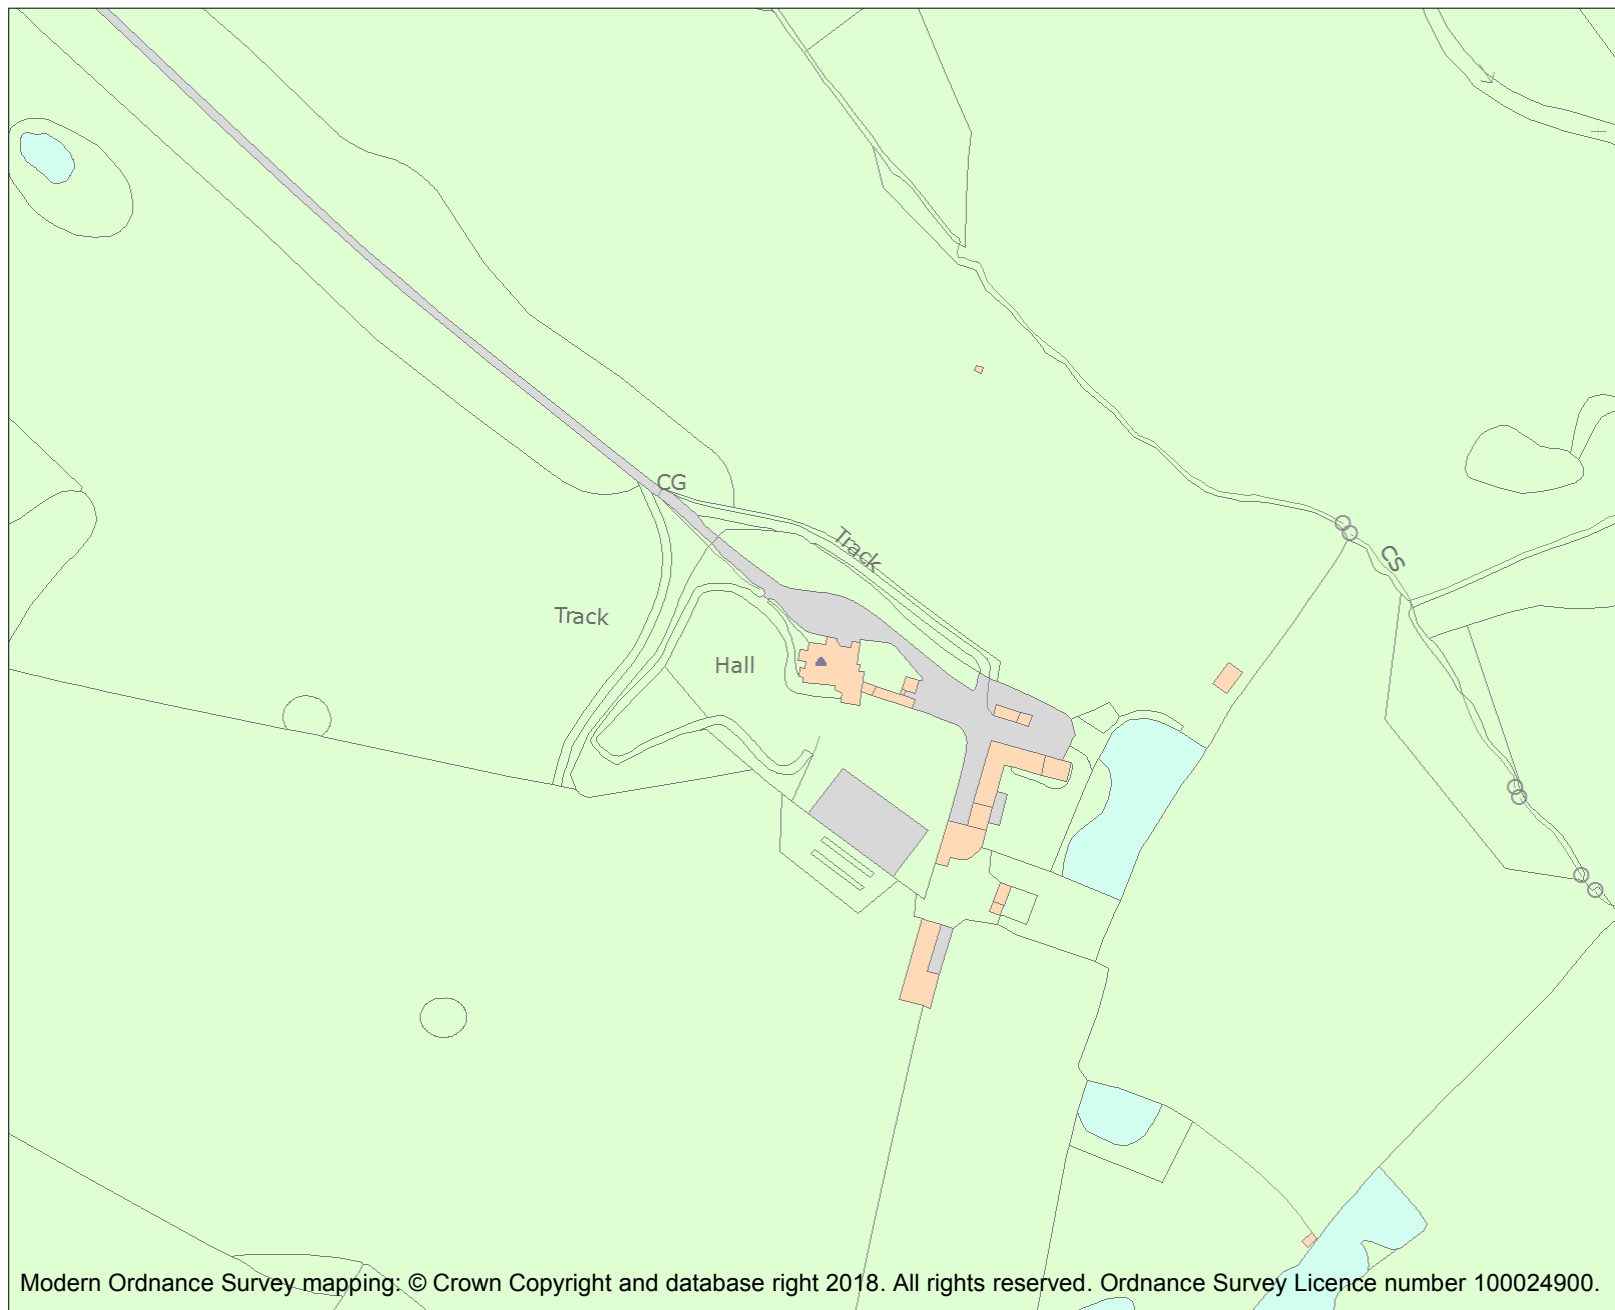 CG
Track
CS
Track
Hall
Modern Ordnance Survey mapping: © Crown Copyright and database right 2018. All rights reserved. Ordnance Survey Licence number 100024900.